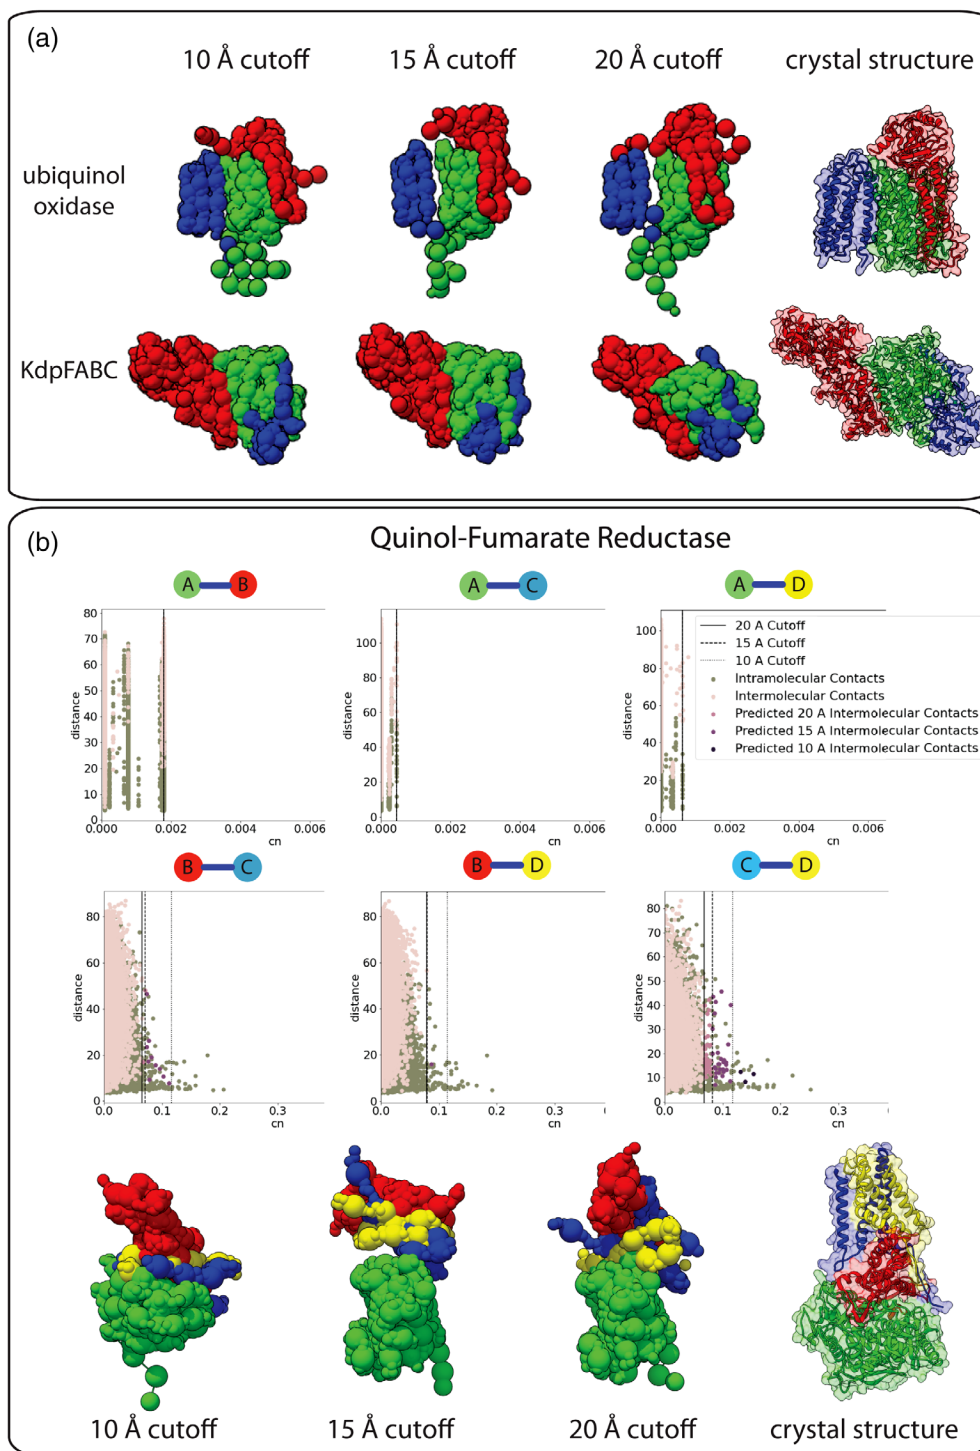 (a)
10 Å cutoff 15 Å cutoff 20 Å cutoff crystal structure
ubiquinol
oxidase
KdpFABC
(b)
Quinol-Fumarate Reductase
A B
A C
A D
80
70
60
50
40
30
20
10
0
distance
0.000 0.002 0.004 0.006
cn
100
80
60
40
20
0
distance
0.000 0.002 0.004 0.006
cn
100
80
60
40
20
0
distance
0.000 0.002 0.004 0.006
cn
20 A Cutoff
15 A Cutoff
10 A Cutoff
Intramolecular Contacts
Intermolecular Contacts
Predicted 20 A Intermolecular Contacts
Predicted 15 A Intermolecular Contacts
Predicted 10 A Intermolecular Contacts
B C
B D
C D
80
60
40
20
0
distance
0.0 0.1 0.2 0.3
cn
80
60
40
20
0
distance
0.0 0.1 0.2 0.3
cn
80
70
60
50
40
30
20
10
0
distance
0.0 0.1 0.2 0.3
cn
10 Å cutoff 15 Å cutoff 20 Å cutoff crystal structure